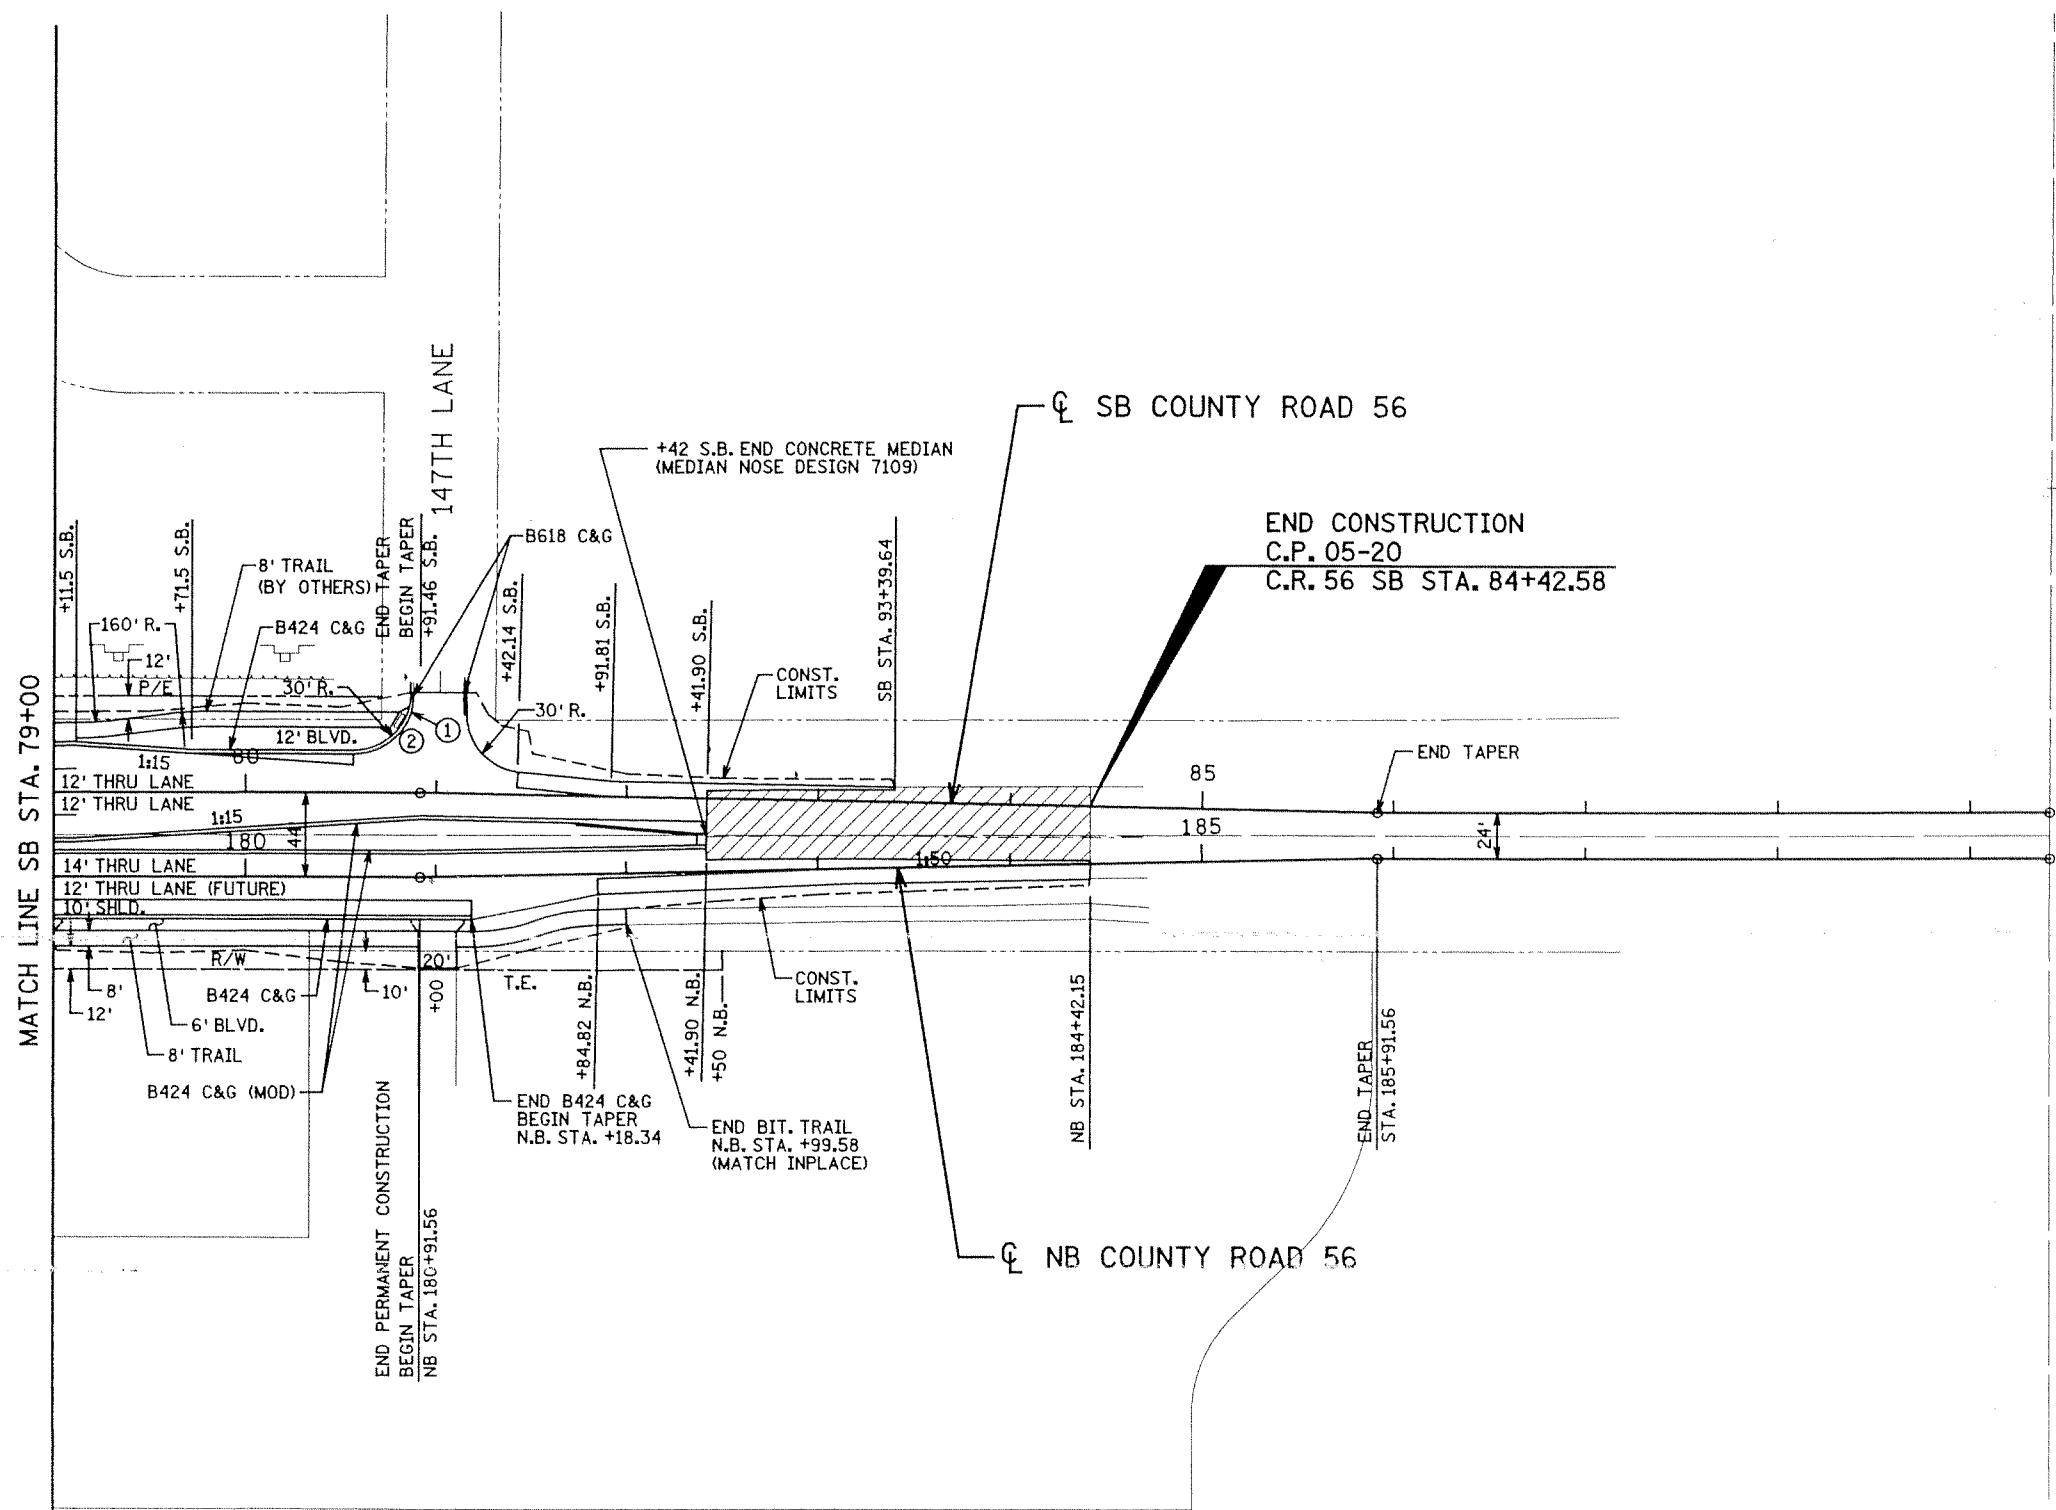 147TH LANE
℄ SB COUNTY ROAD 56
+42 S.B. END CONCRETE MEDIAN
(MEDIAN NOSE DESIGN 7109)
END CONSTRUCTION
C.P. 05-20
C.R. 56 SB STA. 84+42.58
+11.5 S.B.
+71.5 S.B.
8' TRAIL
(BY OTHERS)
END TAPER
BEGIN TAPER
+91.46 S.B.
B618 C&G
+42.14 S.B.
+91.81 S.B.
+41.90 S.B.
SB STA. 93+39.64
160' R.
B424 C&G
12'
P/E
30' R.
CONST.
LIMITS
30' R.
1
2
12' BLVD.
MATCH LINE SB STA. 79+00
1:15
80
END TAPER
85
12' THRU LANE
12' THRU LANE
1:15
180
44'
185
24'
14' THRU LANE
1:50
12' THRU LANE (FUTURE)
10' SHLD.
R/W
20'
T.E.
8'
B424 C&G
10'
+00
12'
6' BLVD.
8' TRAIL
B424 C&G (MOD)
CONST.
LIMITS
+84.82 N.B.
+41.90 N.B.
+50 N.B.
NB STA. 184+42.15
END TAPER
STA. 185+91.56
END B424 C&G
BEGIN TAPER
N.B. STA. +18.34
END BIT. TRAIL
N.B. STA. +99.58
(MATCH INPLACE)
END PERMANENT CONSTRUCTION
BEGIN TAPER
NB STA. 180+91.56
℄ NB COUNTY ROAD 56